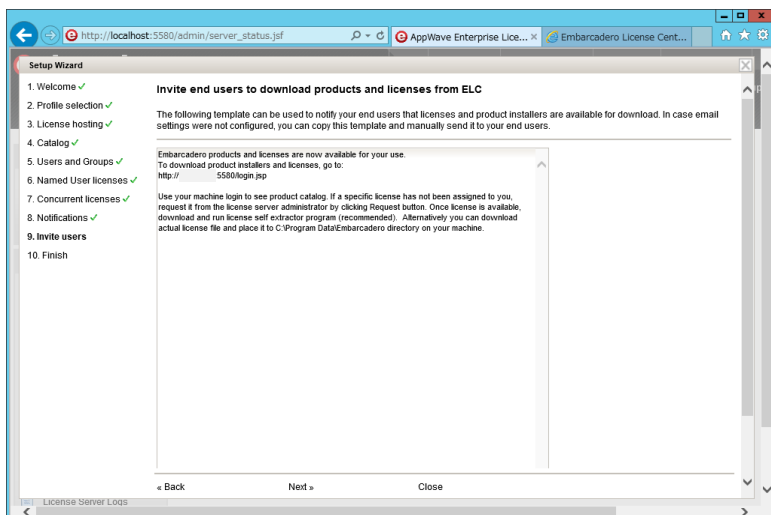 http://localhost:5580/admin/server_status.jsf
AppWave Enterprise Lice...
Embarcadero License Cent...
Setup Wizard
1. Welcome
2. Profile selection
3. License hosting
4. Catalog
5. Users and Groups
6. Named User licenses
7. Concurrent licenses
8. Notifications
9. Invite users
10. Finish
Invite end users to download products and licenses from ELC
The following template can be used to notify your end users that licenses and product installers are available for download. In case email
settings were not configured, you can copy this template and manually send it to your end users.
Embarcadero products and licenses are now available for your use.
To download product installers and licenses, go to:
http:// 5580/login.jsp
Use your machine login to see product catalog. If a specific license has not been assigned to you,
request it from the license server administrator by clicking Request button. Once license is available,
download and run license self extractor program (recommended). Alternatively you can download
actual license file and place it to C:\Program Data\Embarcadero directory on your machine.
« Back
Next »
Close
License Server Logs